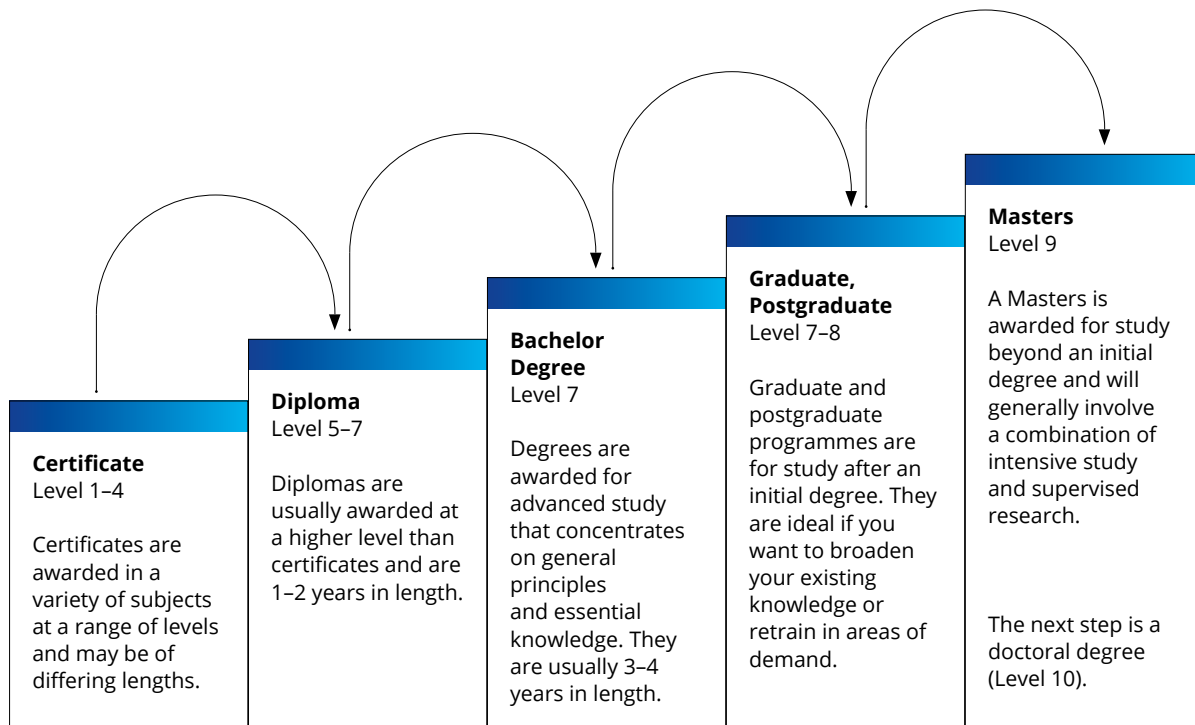 Certificate
Level 1–4
Certificates are
awarded in a
variety of subjects
at a range of levels
and may be of
differing lengths.
Diploma
Level 5–7
Diplomas are
usually awarded at
a higher level than
certificates and are
1–2 years in length.
Bachelor
Degree
Level 7
Degrees are
awarded for
advanced study
that concentrates
on general
principles
and essential
knowledge. They
are usually 3–4
years in length.
Graduate,
Postgraduate
Level 7–8
Graduate and
postgraduate
programmes are
for study after an
initial degree. They
are ideal if you
want to broaden
your existing
knowledge or
retrain in areas of
demand.
Masters
Level 9
A Masters is
awarded for study
beyond an initial
degree and will
generally involve
a combination of
intensive study
and supervised
research.
The next step is a
doctoral degree
(Level 10).